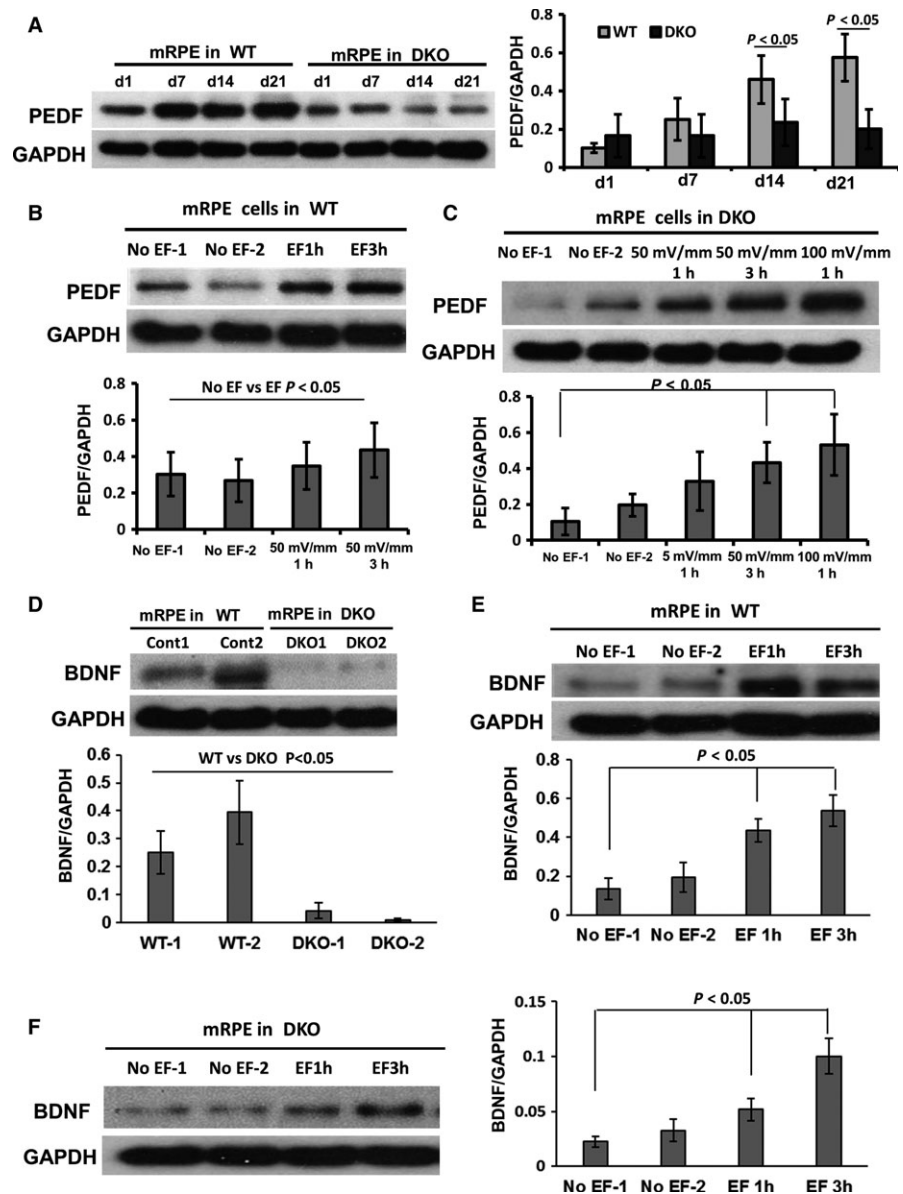 A
mRPE in WT mRPE in DKO
d1 d7 d14 d21 d1 d7 d14 d21
PEDF
GAPDH
PEDF/GAPDH
0.8
0.6
0.4
0.2
0
WT DKO
P < 0.05
P < 0.05
d1 d7 d14 d21
B
mRPE cells in WT
No EF-1 No EF-2 EF1h EF3h
PEDF
GAPDH
No EF vs EF P < 0.05
PEDF/GAPDH
0.8
0.6
0.4
0.2
0
No EF-1 No EF-2 50 mV/mm 50 mV/mm
1 h 3 h
C
mRPE cells in DKO
No EF-1 No EF-2 50 mV/mm 50 mV/mm 100 mV/mm
1 h 3 h 1 h
PEDF
GAPDH
P < 0.05
PEDF/GAPDH
0.8
0.6
0.4
0.2
0
No EF-1 No EF-2 5 mV/mm 50 mV/mm 100 mV/mm
1 h 3 h 1 h
D
mRPE in WT mRPE in DKO
Cont1 Cont2 DKO1 DKO2
BDNF
GAPDH
WT vs DKO P<0.05
BDNF/GAPDH
0.6
0.5
0.4
0.3
0.2
0.1
0
WT-1 WT-2 DKO-1 DKO-2
E
mRPE in WT
No EF-1 No EF-2 EF1h EF3h
BDNF
GAPDH
P < 0.05
BDNF/GAPDH
0.8
0.6
0.4
0.2
0
No EF-1 No EF-2 EF 1h EF 3h
F
mRPE in DKO
No EF-1 No EF-2 EF1h EF3h
BDNF
GAPDH
P < 0.05
BDNF/GAPDH
0.15
0.1
0.05
0
No EF-1 No EF-2 EF 1h EF 3h